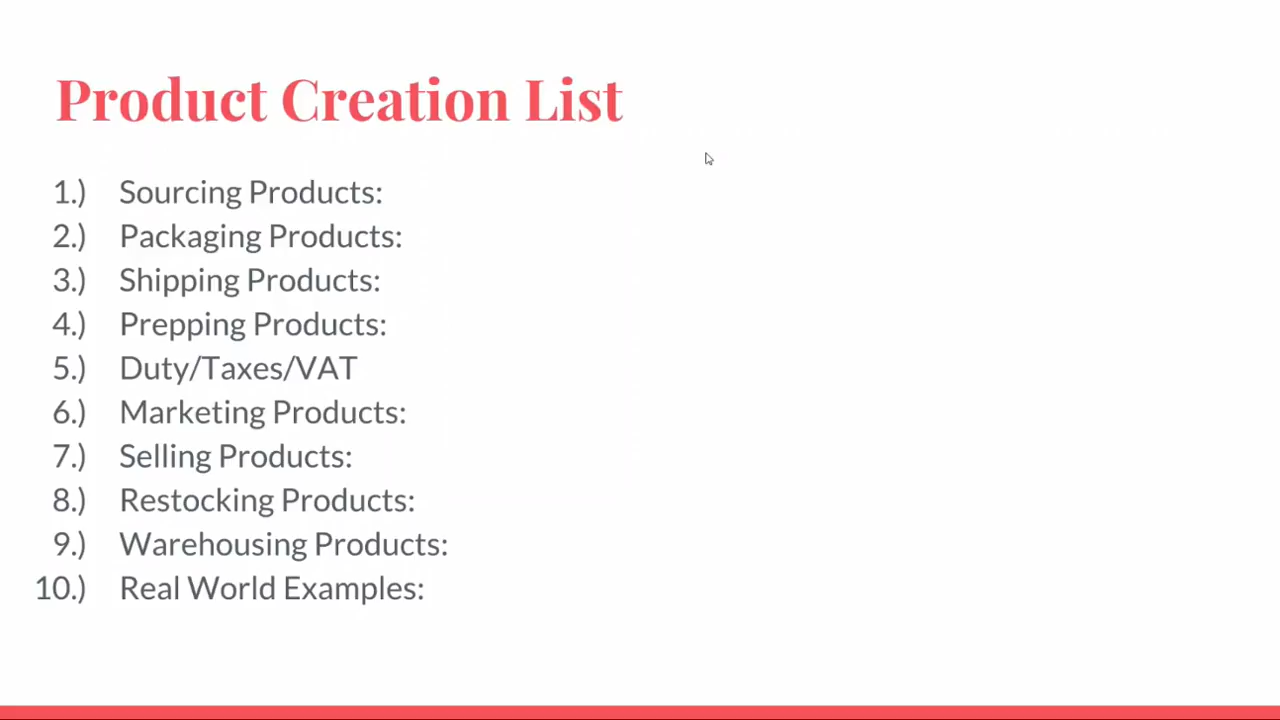 Product Creation List
1.) Sourcing Products:
2.) Packaging Products:
3.) Shipping Products:
4.) Prepping Products:
5.) Duty/Taxes/VAT
6.) Marketing Products:
7.) Selling Products:
8.) Restocking Products:
9.) Warehousing Products:
10.) Real World Examples: